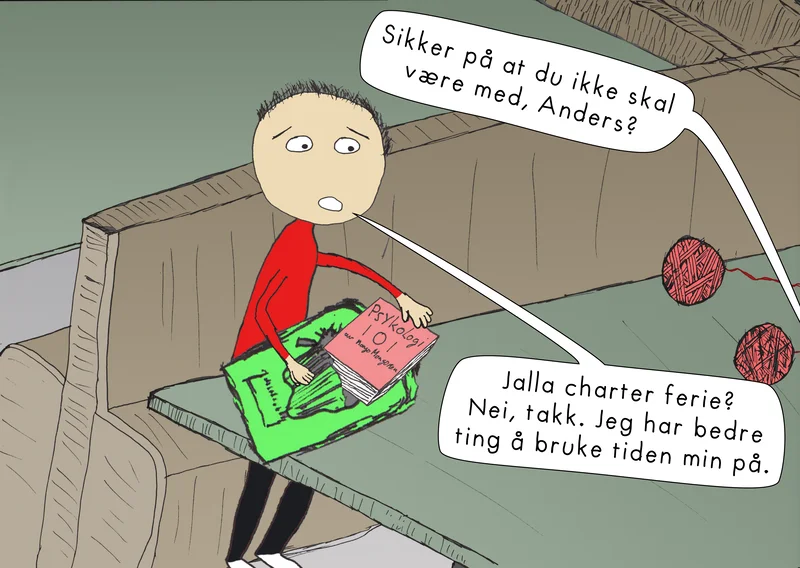 Sikker på at du ikke skal
være med, Anders?
Psykologi
101
Jalla charter ferie?
Nei, takk. Jeg har bedre
ting å bruke tiden min på.